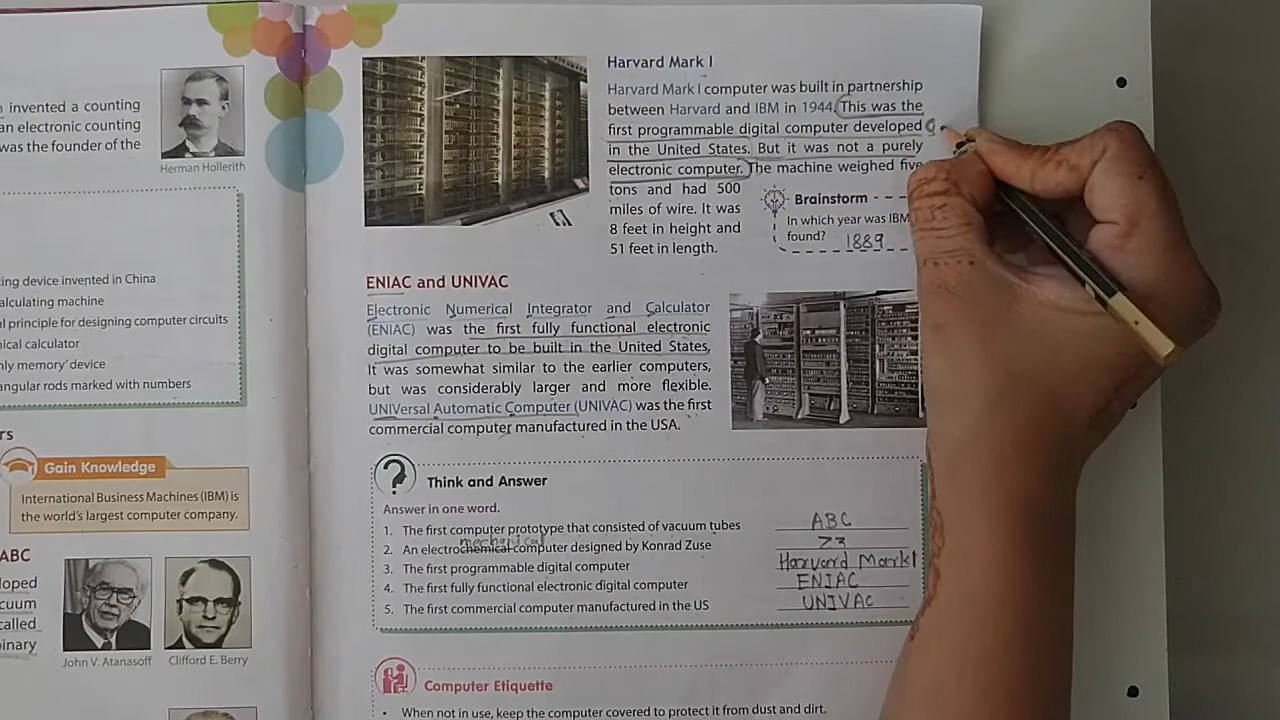 invented a counting
an electronic counting
was the founder of the
Herman Hollerith
ing device invented in China
alculating machine
al principle for designing computer circuits
ical calculator
nly memory' device
angular rods marked with numbers
rs
Gain Knowledge
International Business Machines (IBM) is
the world's largest computer company.
ABC
loped
cuum
called
inary
John V. Atanasoff
Clifford E. Berry
Harvard Mark I
Harvard Mark I computer was built in partnership
between Harvard and IBM in 1944. This was the
first programmable digital computer developed
in the United States. But it was not a purely
electronic computer. The machine weighed five
tons and had 500
miles of wire. It was
8 feet in height and
51 feet in length.
Brainstorm
In which year was IBM
found? 1889
ENIAC and UNIVAC
Electronic Numerical Integrator and Calculator
(ENIAC) was the first fully functional electronic
digital computer to be built in the United States,
It was somewhat similar to the earlier computers,
but was considerably larger and more flexible.
UNIVersal Automatic Computer (UNIVAC) was the first
commercial computer manufactured in the USA.
?
Think and Answer
Answer in one word.
1. The first computer prototype that consisted of vacuum tubes ABC
mechanical
2. An electrochemical computer designed by Konrad Zuse Z3
3. The first programmable digital computer Harvard Mark1
4. The first fully functional electronic digital computer ENIAC
5. The first commercial computer manufactured in the US UNIVAC
Computer Etiquette
• When not in use, keep the computer covered to protect it from dust and dirt.